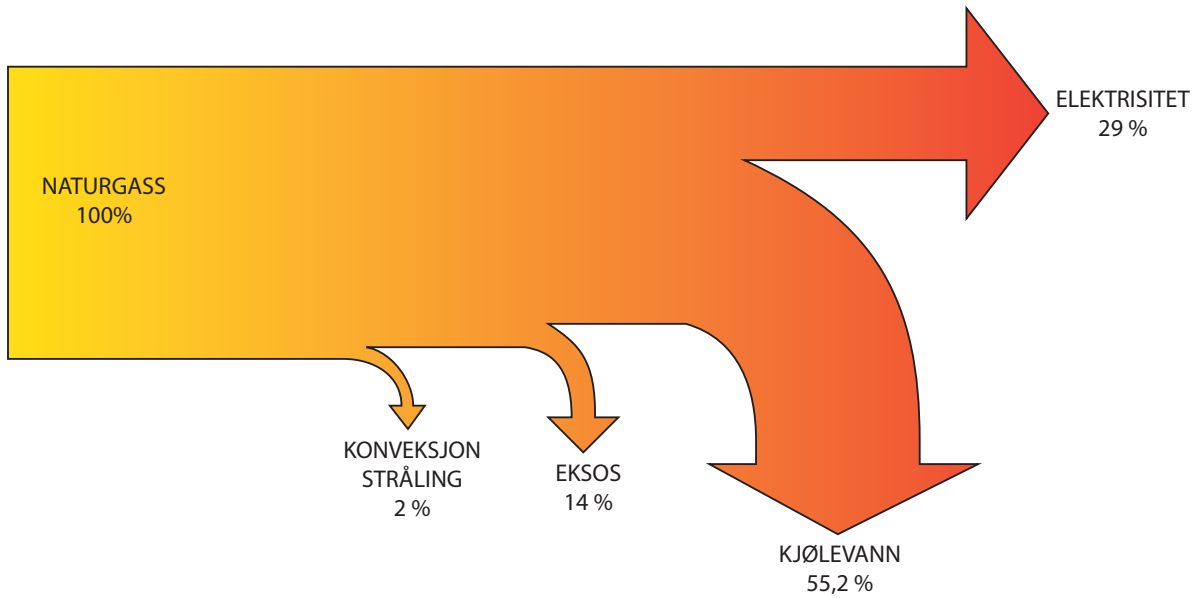 NATURGASS
100%
ELEKTRISITET
29 %
KONVEKSJON
STRÅLING
2 %
EKSOS
14 %
KJØLEVANN
55,2 %